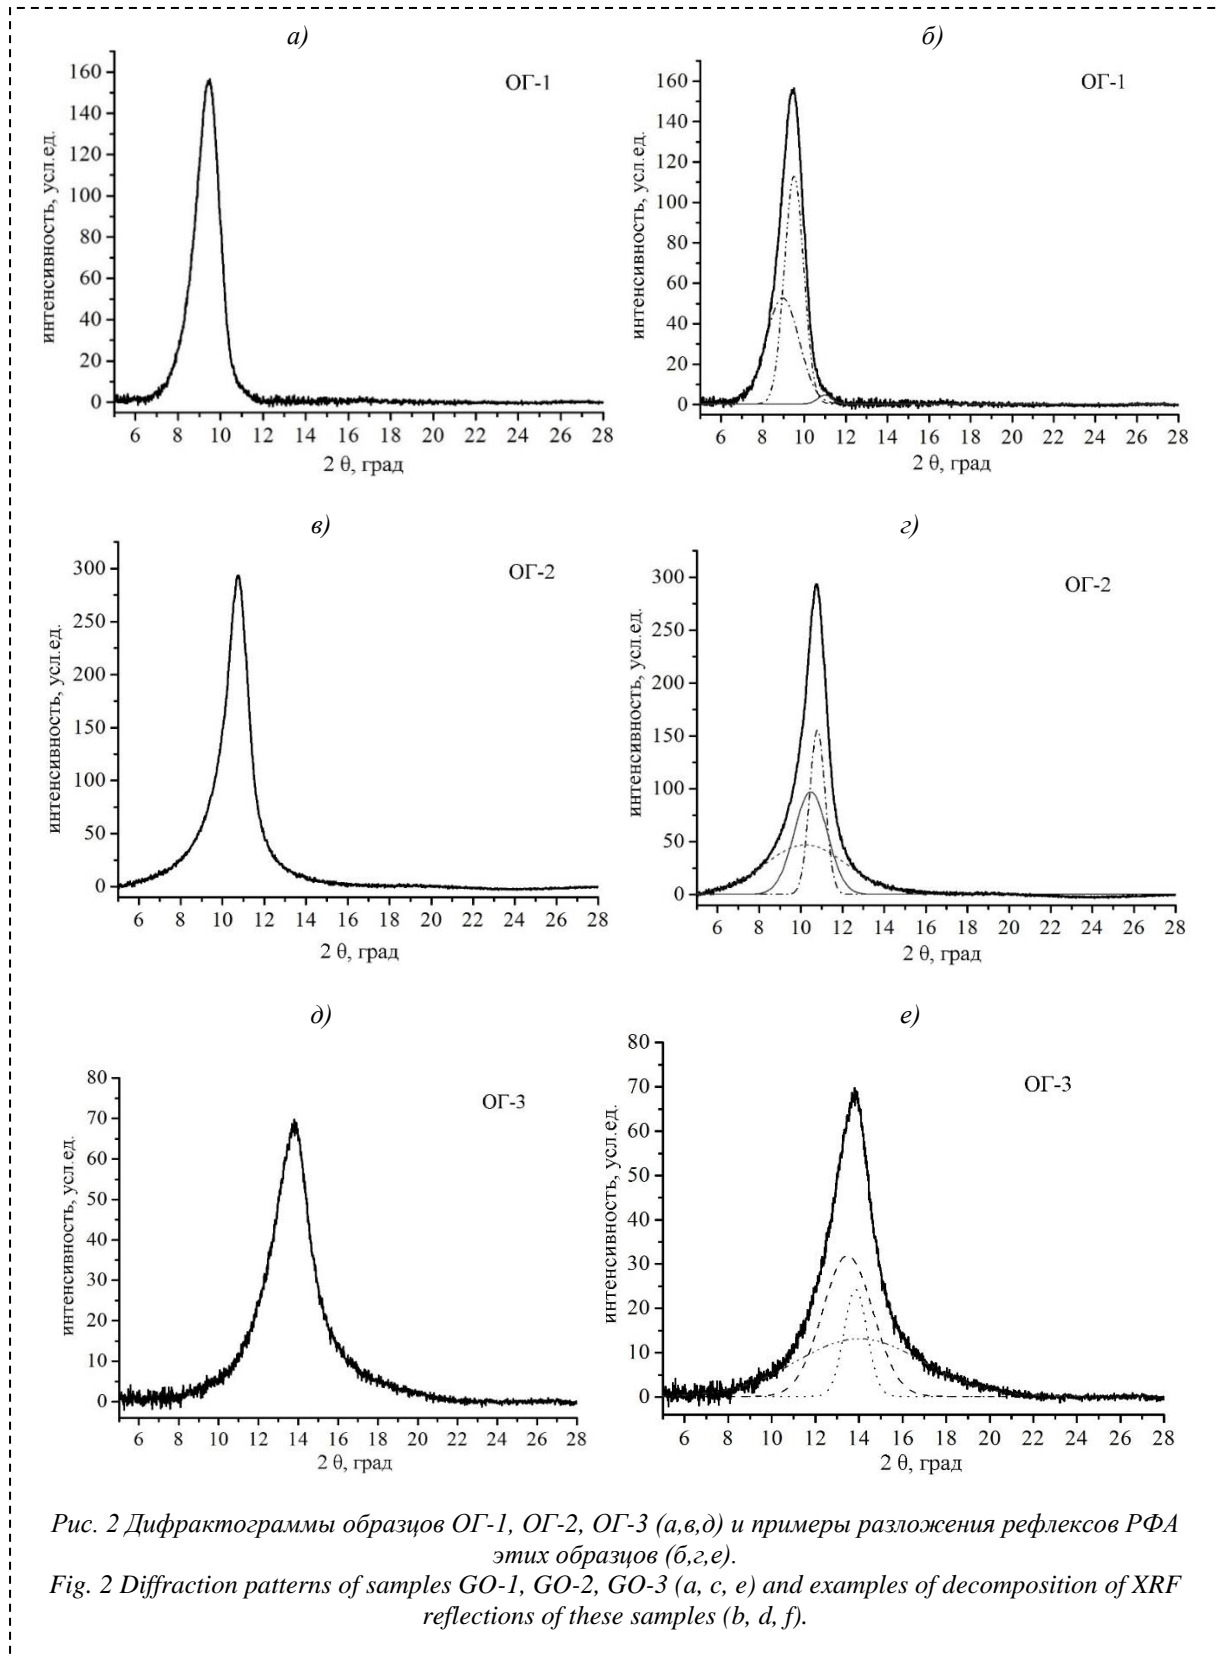 а)
б)
160
140
120
100
80
60
40
20
0
интенсивность, усл.ед.
ОГ-1
6 8 10 12 14 16 18 20 22 24 26 28
2 θ, град
160
140
120
100
80
60
40
20
0
интенсивность, усл.ед.
ОГ-1
6 8 10 12 14 16 18 20 22 24 26 28
2 θ, град
в)
г)
300
250
200
150
100
50
0
интенсивность, усл.ед.
ОГ-2
6 8 10 12 14 16 18 20 22 24 26 28
2 θ, град
300
250
200
150
100
50
0
интенсивность, усл.ед.
ОГ-2
6 8 10 12 14 16 18 20 22 24 26 28
2 θ, град
д)
е)
80
70
60
50
40
30
20
10
0
интенсивность, усл.ед.
ОГ-3
6 8 10 12 14 16 18 20 22 24 26 28
2 θ, град
80
70
60
50
40
30
20
10
0
интенсивность, усл.ед.
ОГ-3
6 8 10 12 14 16 18 20 22 24 26 28
2 θ, град
Рис. 2 Дифрактограммы образцов ОГ-1, ОГ-2, ОГ-3 (а,в,д) и примеры разложения рефлексов РФА
этих образцов (б,г,е).
Fig. 2 Diffraction patterns of samples GO-1, GO-2, GO-3 (a, c, e) and examples of decomposition of XRF
reflections of these samples (b, d, f).